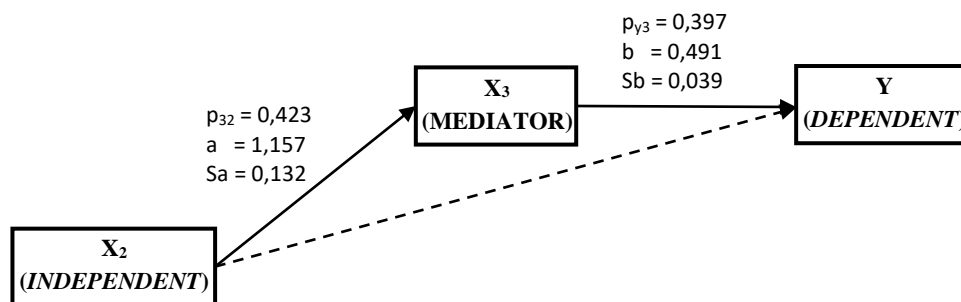 p_y3 = 0,397
b = 0,491
Sb = 0,039
X₃
(MEDIATOR)
Y
(DEPENDENT)
p₃₂ = 0,423
a = 1,157
Sa = 0,132
X₂
(INDEPENDENT)